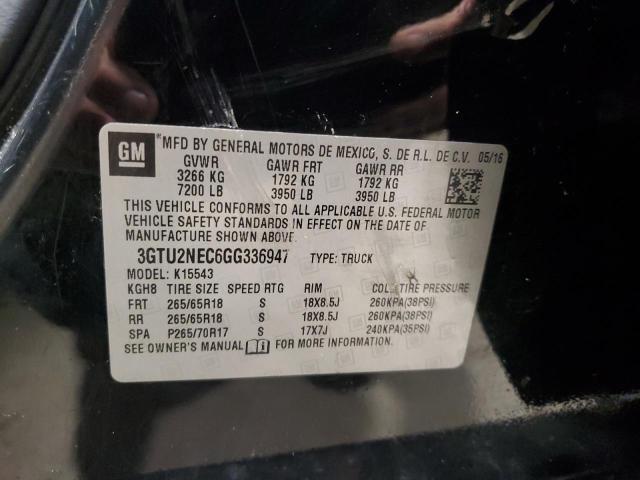 GM
MFD BY GENERAL MOTORS DE MEXICO, S. DE R.L. DE C.V. 05/16
GVWR GAWR FRT GAWR RR
3266 KG 1792 KG 1792 KG
7200 LB 3950 LB 3950 LB
THIS VEHICLE CONFORMS TO ALL APPLICABLE U.S. FEDERAL MOTOR
VEHICLE SAFETY STANDARDS IN EFFECT ON THE DATE OF
MANUFACTURE SHOWN ABOVE.
3GTU2NEC6GG336947 TYPE: TRUCK
MODEL: K15543
KGH8 TIRE SIZE SPEED RTG RIM COLD TIRE PRESSURE
FRT 265/65R18 S 18X8.5J 260KPA(38PSI)
RR 265/65R18 S 18X8.5J 260KPA(38PSI)
SPA P265/70R17 S 17X7J 240KPA(35PSI)
SEE OWNER'S MANUAL FOR MORE INFORMATION.